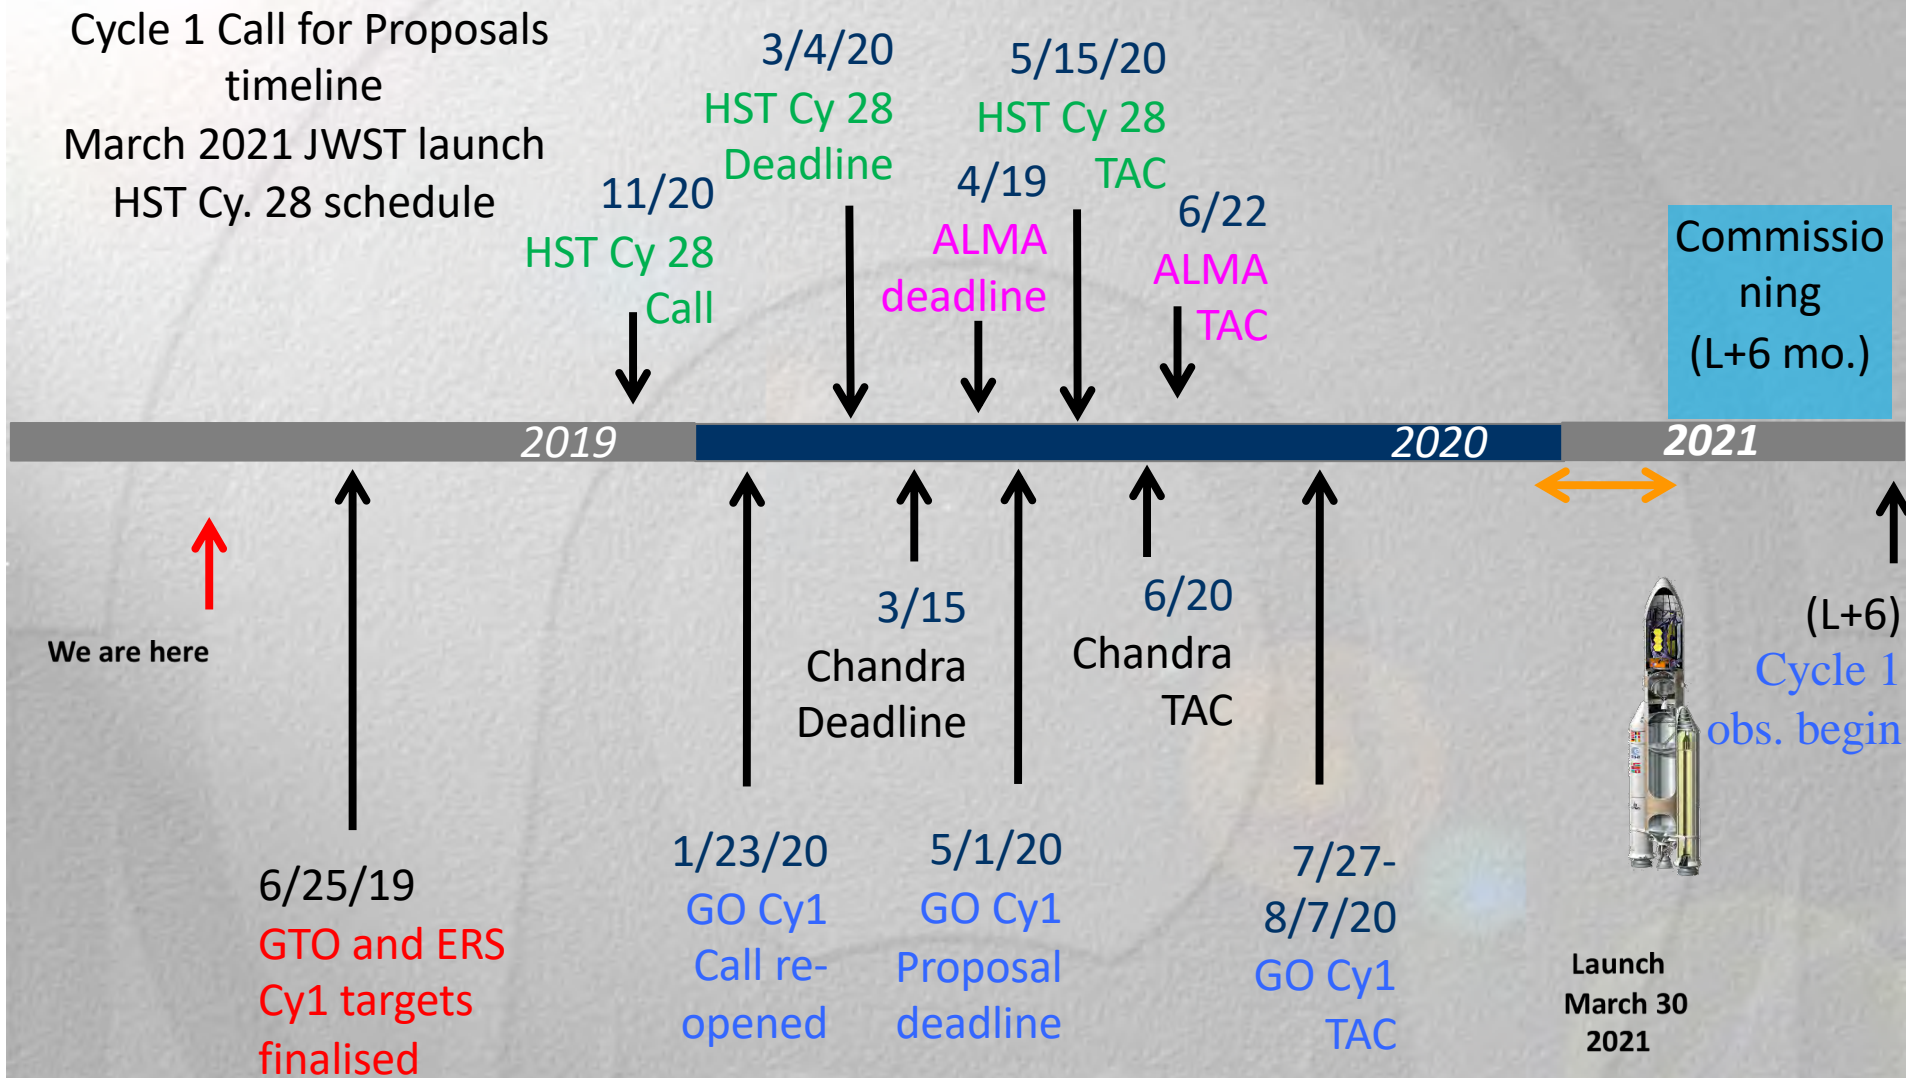 Cycle 1 Call for Proposals
timeline
March 2021 JWST launch
HST Cy. 28 schedule
11/20
HST Cy 28
Call
3/4/20
HST Cy 28
Deadline
4/19
ALMA
deadline
5/15/20
HST Cy 28
TAC
6/22
ALMA
TAC
Commissio
ning
(L+6 mo.)
2019
2020
2021
We are here
6/25/19
GTO and ERS
Cy1 targets
finalised
1/23/20
GO Cy1
Call re-
opened
3/15
Chandra
Deadline
5/1/20
GO Cy1
Proposal
deadline
6/20
Chandra
TAC
7/27-
8/7/20
GO Cy1
TAC
Launch
March 30
2021
(L+6)
Cycle 1
obs. begin